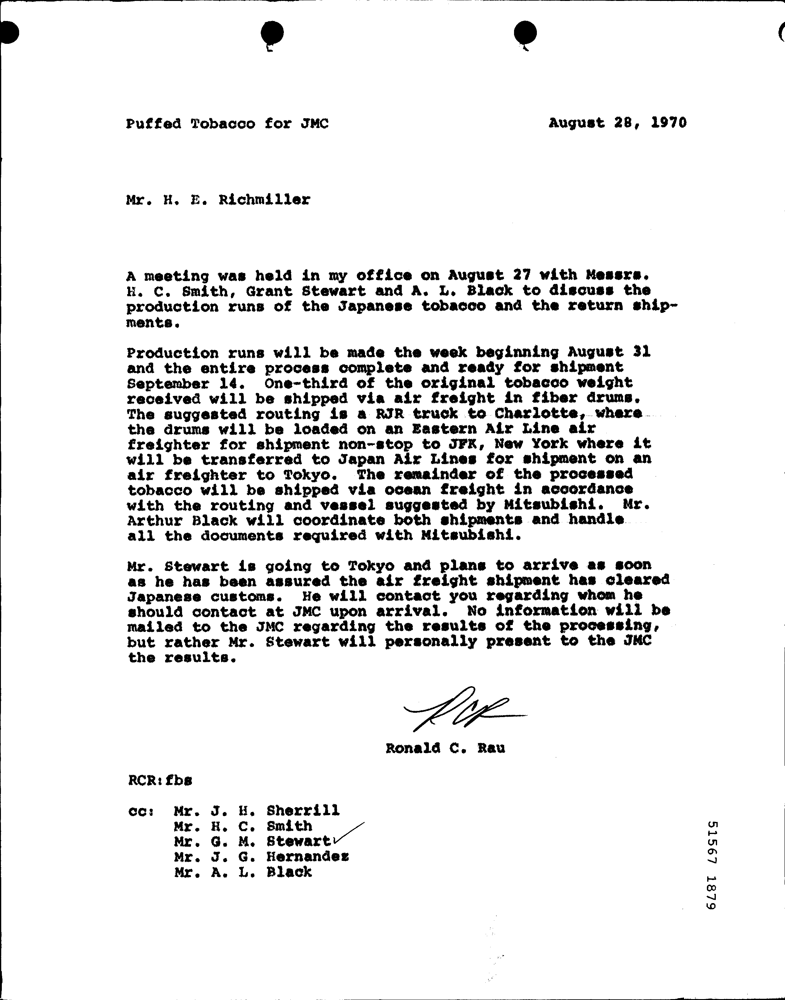 Puffed Tobacco for JMC August 28, 1970
Mr. H. E. Richmiller
A meeting was held in my office on August 27 with Messrs.
H. C. Smith, Grant Stewart and A. L. Black to discuss the
production runs of the Japanese tobacco and the return ship-
ments.
Production runs will be made the week beginning August 31
and the entire process complete and ready for shipment
September 14. One-third of the original tobacco weight
received will be shipped via air freight in fiber drums.
The suggested routing is a RJR truck to Charlotte, where
the drums will be loaded on an Eastern Air Line air
freighter for shipment non-stop to JFK, New York where it
will be transferred to Japan Air Lines for shipment on an
air freighter to Tokyo. The remainder of the processed
tobacco will be shipped via ocean freight in accordance
with the routing and vessel suggested by Mitsubishi. Mr.
Arthur Black will coordinate both shipments and handle
all the documents required with Mitsubishi.
Mr. Stewart is going to Tokyo and plans to arrive as soon
as he has been assured the air freight shipment has cleared
Japanese customs. He will contact you regarding whom he
should contact at JMC upon arrival. No information will be
mailed to the JMC regarding the results of the processing,
but rather Mr. Stewart will personally present to the JMC
the results.
RCR
Ronald C. Rau
RCR:fbs
cc: Mr. J. H. Sherrill
Mr. H. C. Smith
Mr. G. M. Stewart
Mr. J. G. Hernandez
Mr. A. L. Black
51567 1879